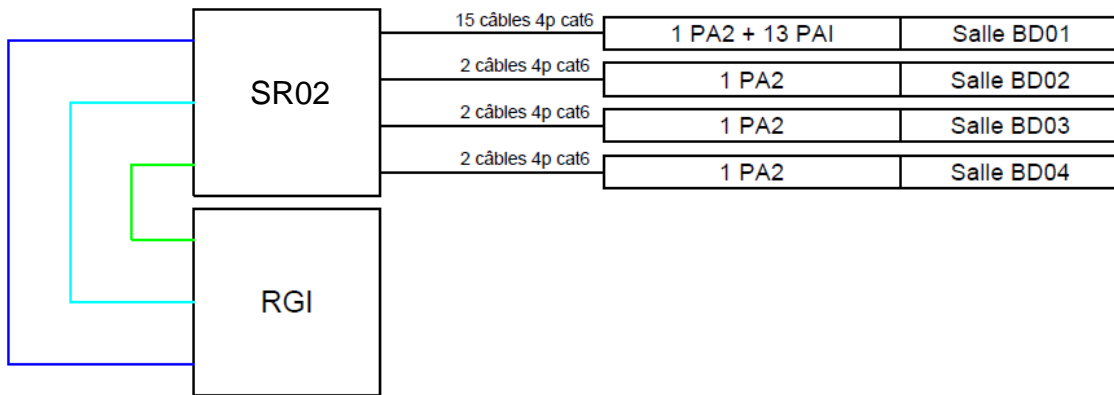 15 câbles 4p cat6
1 PA2 + 13 PAI
Salle BD01
2 câbles 4p cat6
1 PA2
Salle BD02
SR02
2 câbles 4p cat6
1 PA2
Salle BD03
2 câbles 4p cat6
1 PA2
Salle BD04
RGI